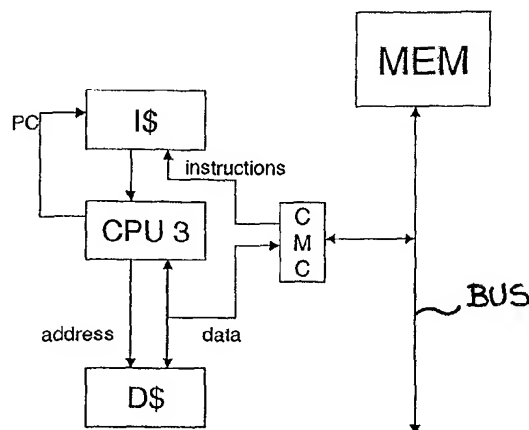 MEM
PC
I$
instructions
CPU 3
C
M
C
BUS
address
data
D$